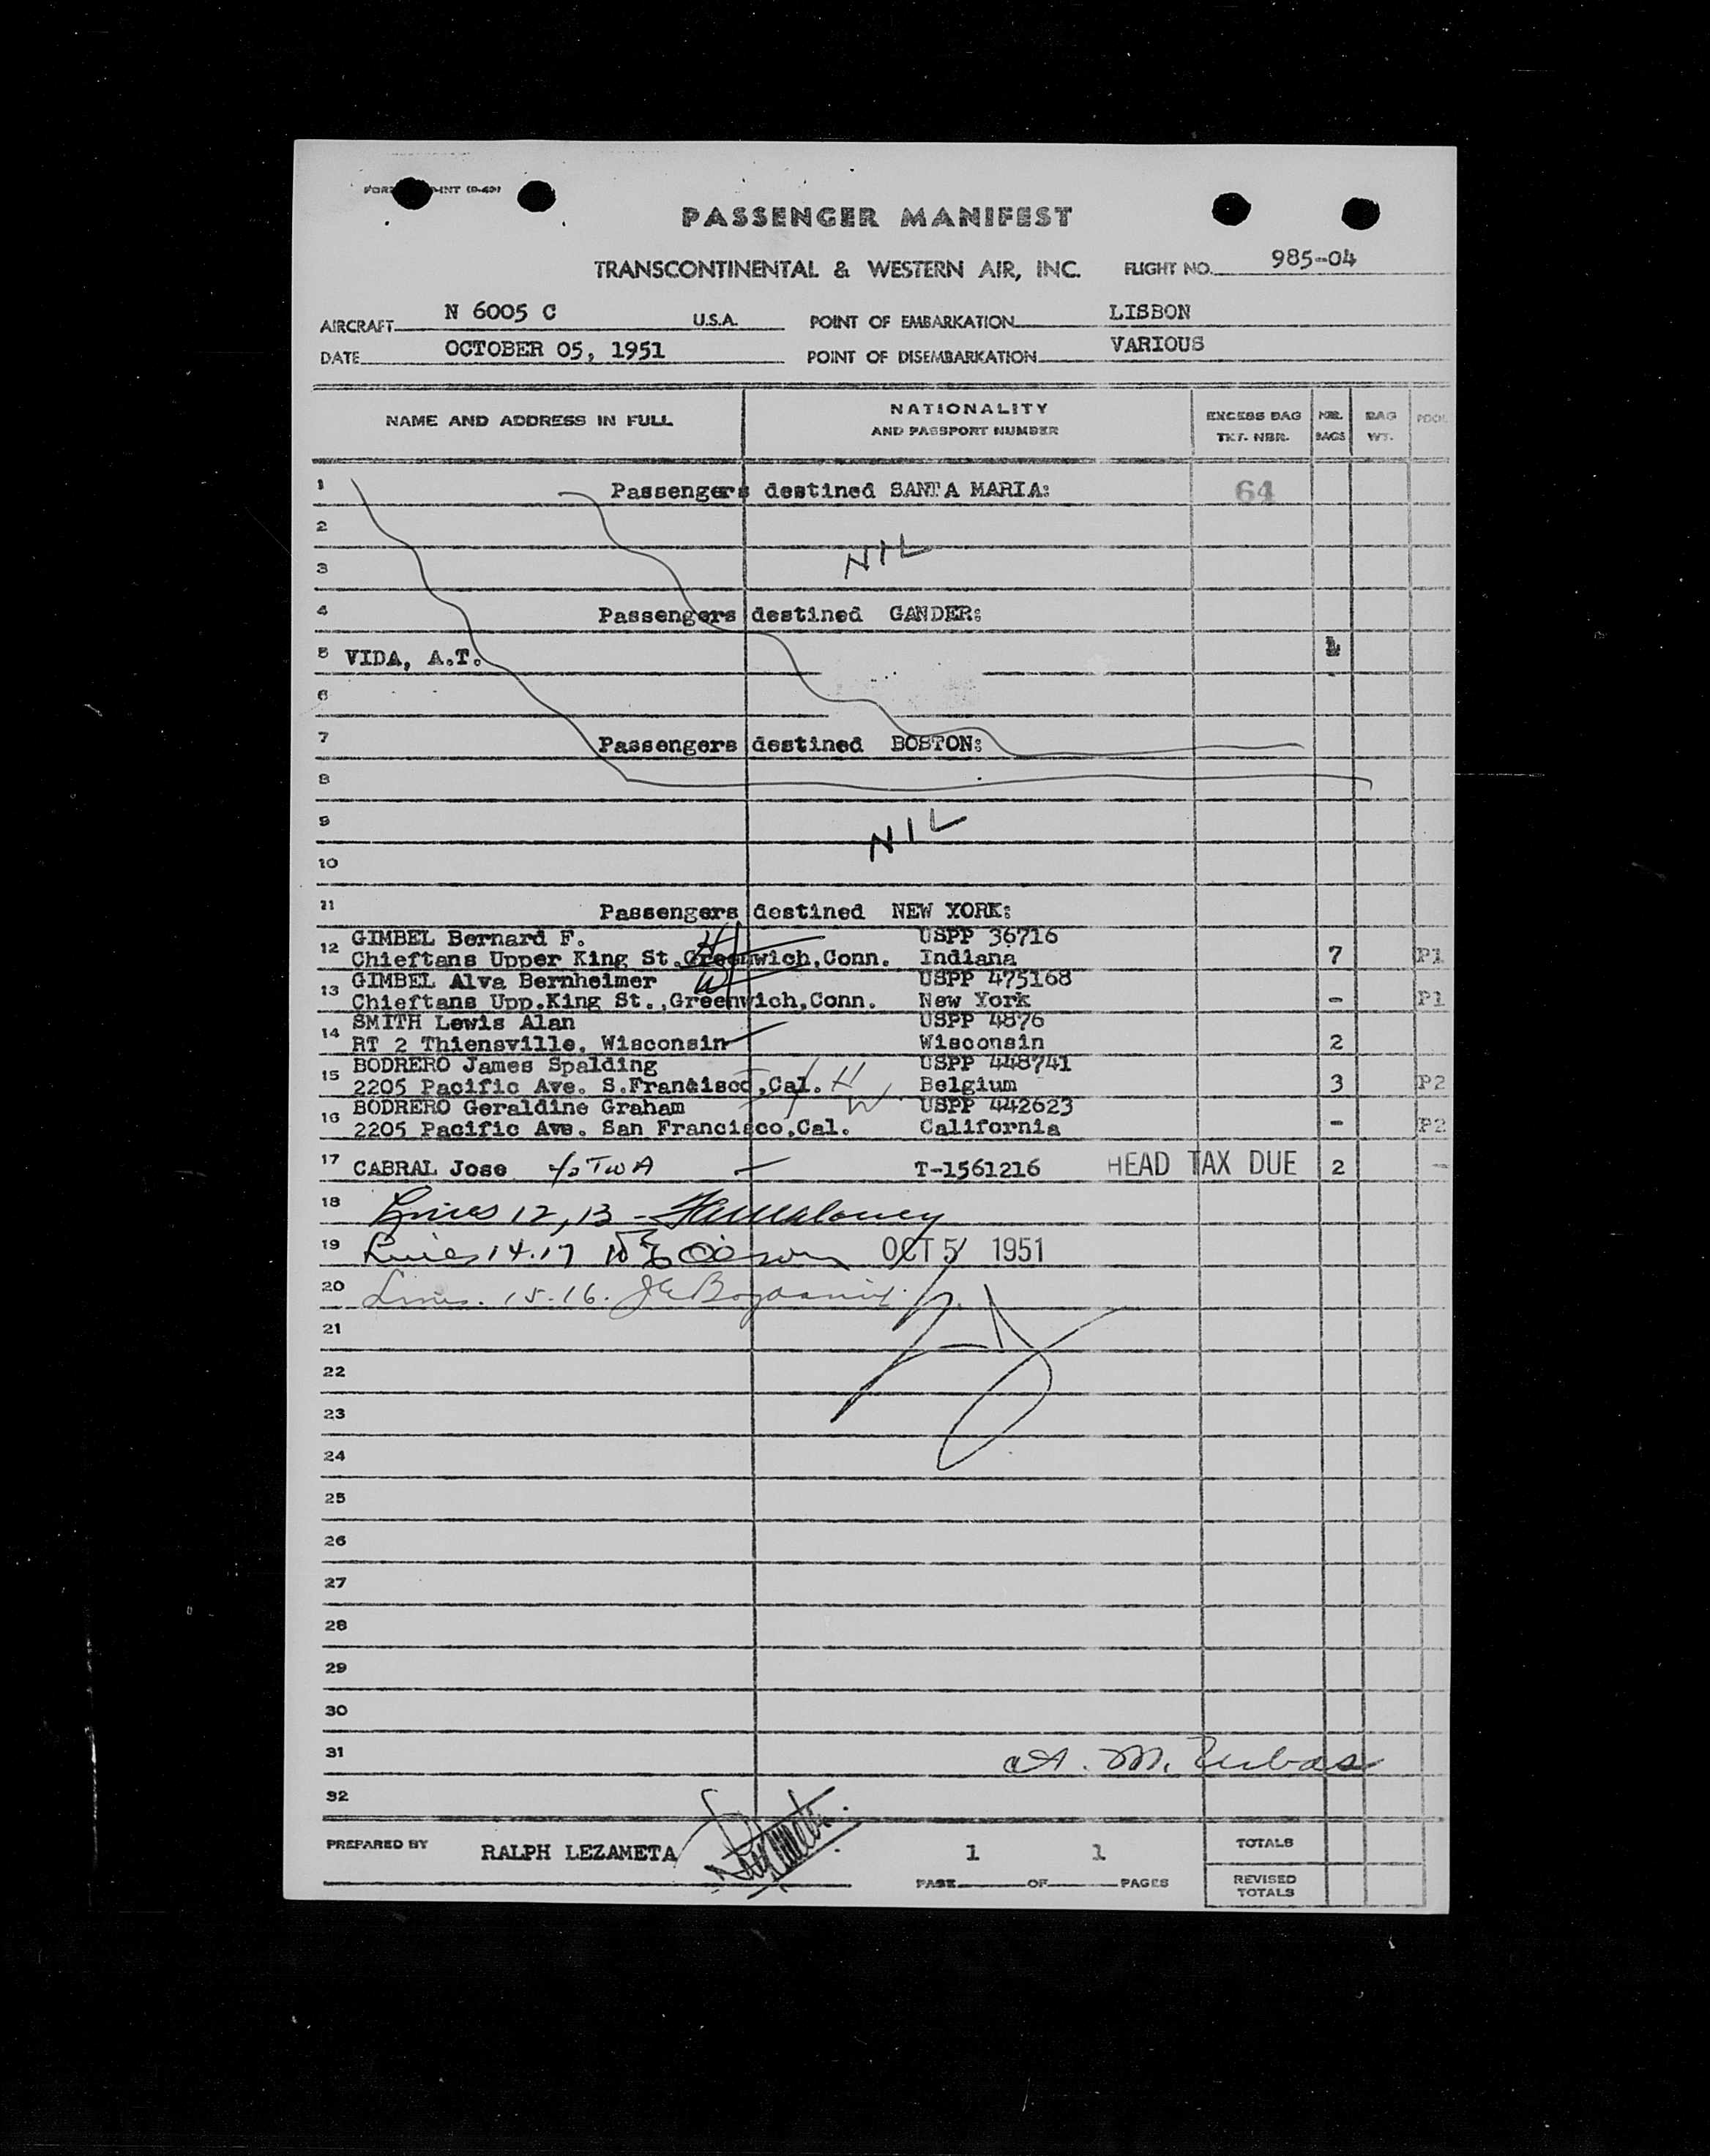 PASSENGER MANIFEST
TRANSCONTINENTAL & WESTERN AIR, INC. FLIGHT NO. 985-04
AIRCRAFT N 6005 C U.S.A. POINT OF EMBARKATION LISBON
DATE OCTOBER 05, 1951 POINT OF DISEMBARKATION VARIOUS
NAME AND ADDRESS IN FULL NATIONALITY AND PASSPORT NUMBER EXCESS BAG TKT. NBR. NBR. BAGS BAG WT. POOL
1 Passengers destined SANTA MARIA: 64
2
3 NIL
4 Passengers destined GANDER:
5 VIDA, A.T.
6
7 Passengers destined BOSTON:
8
9 NIL
10
11 Passengers destined NEW YORK:
12 GIMBEL Bernard F. USPP 36716
Chieftans Upper King St.Greenwich,Conn. Indiana 7 P1
13 GIMBEL Alva Bernheimer USPP 475168
Chieftans Upp.King St.,Greenwich,Conn. New York - P1
14 SMITH Lewis Alan USPP 4876
RT 2 Thiensville, Wisconsin Wisconsin 2
15 BODRERO James Spalding USPP 448741
2205 Pacific Ave. S.Francisco,Cal. H Belgium 3 P2
16 BODRERO Geraldine Graham W USPP 442623
2205 Pacific Ave. San Francisco,Cal. California - P2
17 CABRAL Jose c/o TWA T-1561216 HEAD TAX DUE 2 -
18 Lines 12, 13 -
19 Lines 14.17 OCT 5 1951
20 Lines. 15-16.
21
22
23
24
25
26
27
28
29
30
31 A. M.
32
PREPARED BY RALPH LEZAMETA 1 1 TOTALS
PAGE OF PAGES REVISED TOTALS